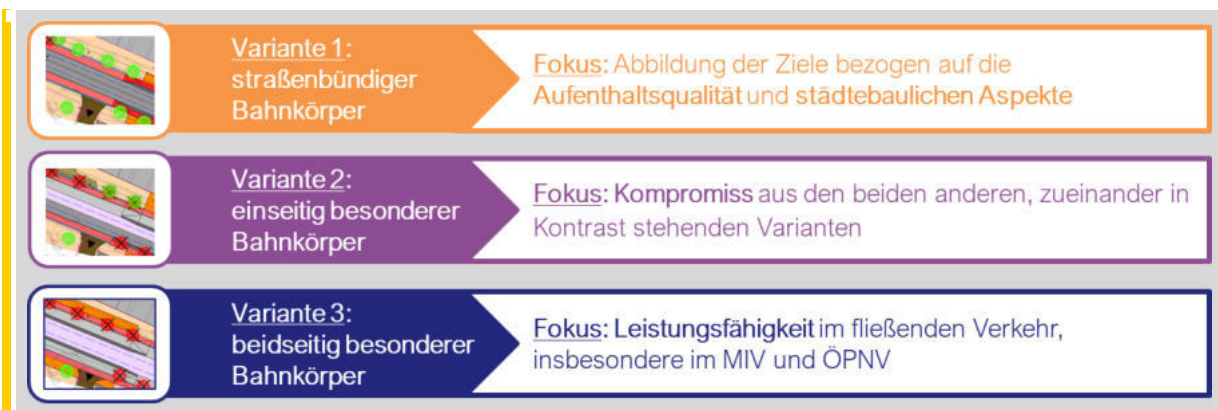 Variante 1:
straßenbündiger
Bahnkörper
Fokus: Abbildung der Ziele bezogen auf die
Aufenthaltsqualität und städtebaulichen Aspekte
Variante 2:
einseitig besonderer
Bahnkörper
Fokus: Kompromiss aus den beiden anderen, zueinander in
Kontrast stehenden Varianten
Variante 3:
beidseitig besonderer
Bahnkörper
Fokus: Leistungsfähigkeit im fließenden Verkehr,
insbesondere im MIV und ÖPNV